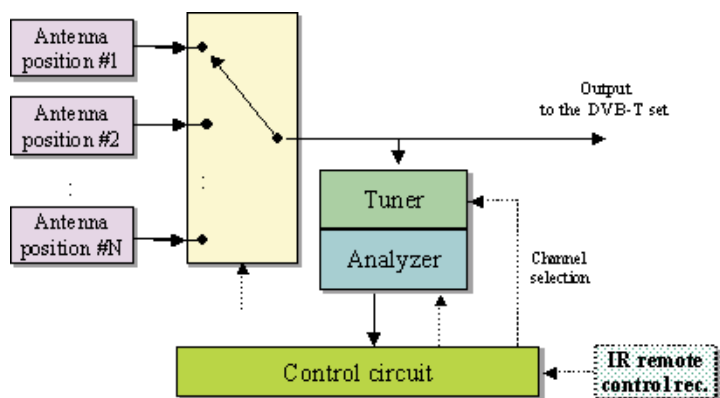 Antenna
position #1
Output
to the DVB-T set
Antenna
position #2
:
:
Tuner
Antenna
position #N
Analyzer
Channel
selection
Control circuit
IR remote
control rec.